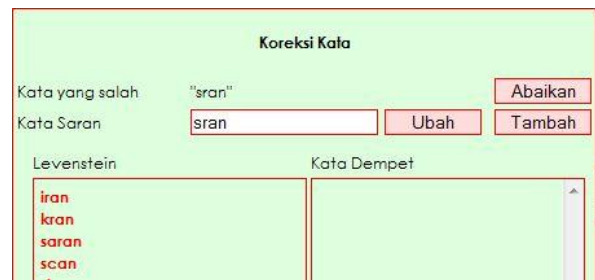 Koreksi Kata
Kata yang salah "sran" Abaikan
Kata Saran sran Ubah Tambah
Levenstein Kata Dempet
iran
kran
saran
scan